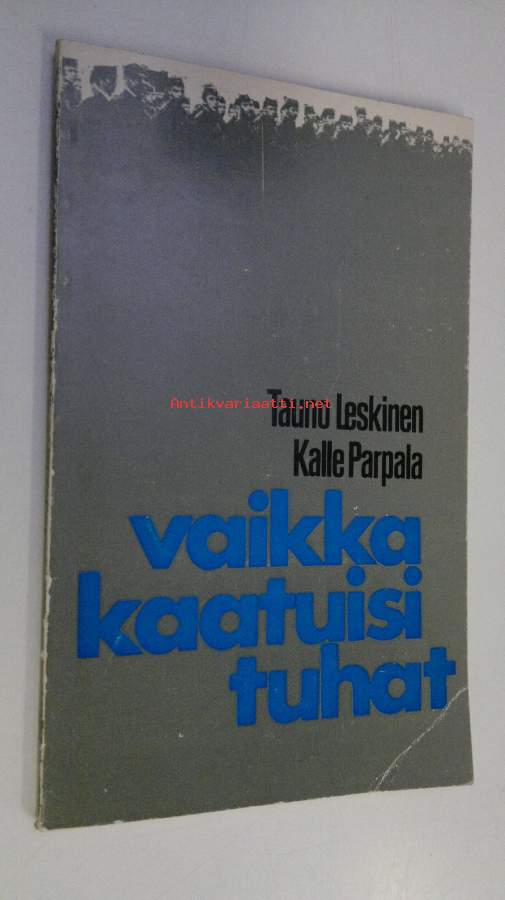 Tauno Leskinen
Antikvariaatti.net
Kalle Parpala
vaikka
kaatuisi
tuhat